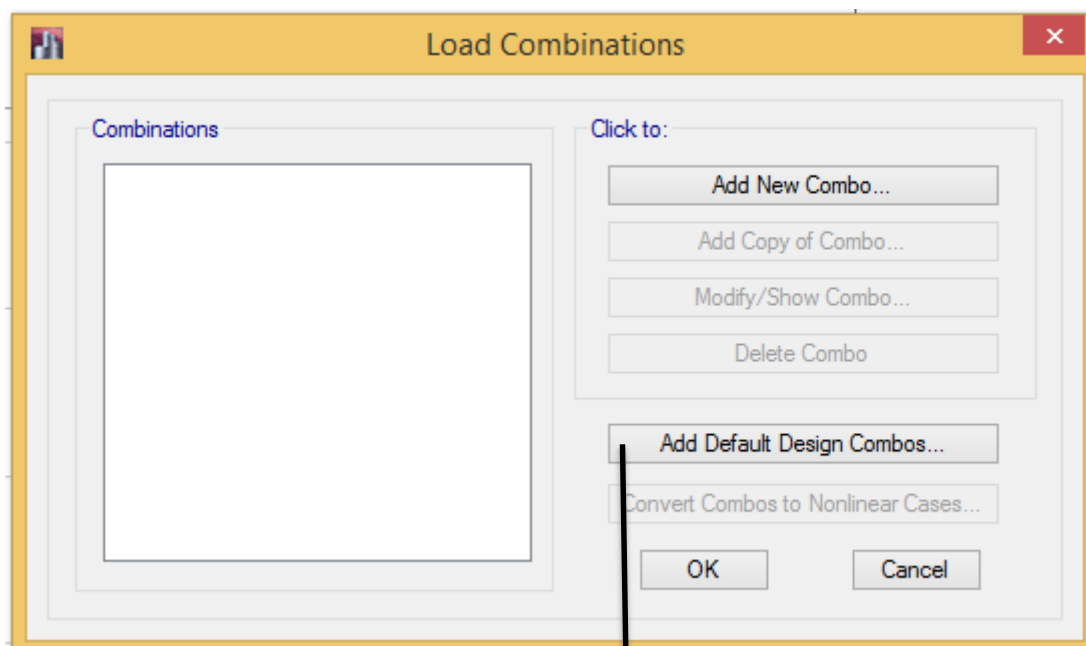 Load Combinations
Combinations
Click to:
Add New Combo...
Add Copy of Combo...
Modify/Show Combo...
Delete Combo
Add Default Design Combos...
Convert Combos to Nonlinear Cases...
OK
Cancel